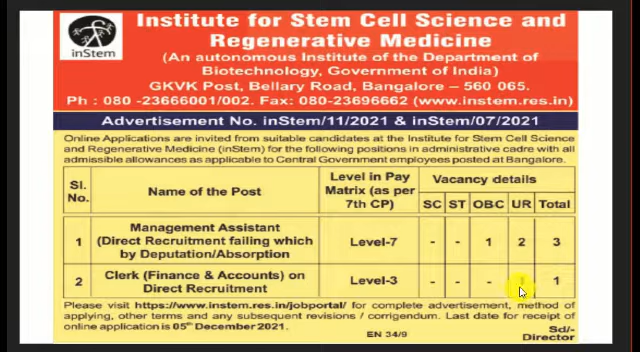 inStem
Institute for Stem Cell Science and
Regenerative Medicine
(An autonomous Institute of the Department of
Biotechnology, Government of India)
GKVK Post, Bellary Road, Bangalore – 560 065.
Ph : 080 -23666001/002. Fax: 080-23696662 (www.instem.res.in)
Advertisement No. inStem/11/2021 & inStem/07/2021
Online Applications are invited from suitable candidates at the Institute for Stem Cell Science
and Regenerative Medicine (inStem) for the following positions in administrative cadre with all
admissible allowances as applicable to Central Government employees posted at Bangalore.
Sl. No. Name of the Post Level in Pay Matrix (as per 7th CP) Vacancy details
SC ST OBC UR Total
1 Management Assistant (Direct Recruitment failing which by Deputation/Absorption Level-7 - - 1 2 3
2 Clerk (Finance & Accounts) on Direct Recruitment Level-3 - - - 1 1
Please visit https://www.instem.res.in/jobportal/ for complete advertisement, method of
applying, other terms and any subsequent revisions / corrigendum. Last date for receipt of
online application is 05th December 2021.
EN 34/9
Sd/-
Director